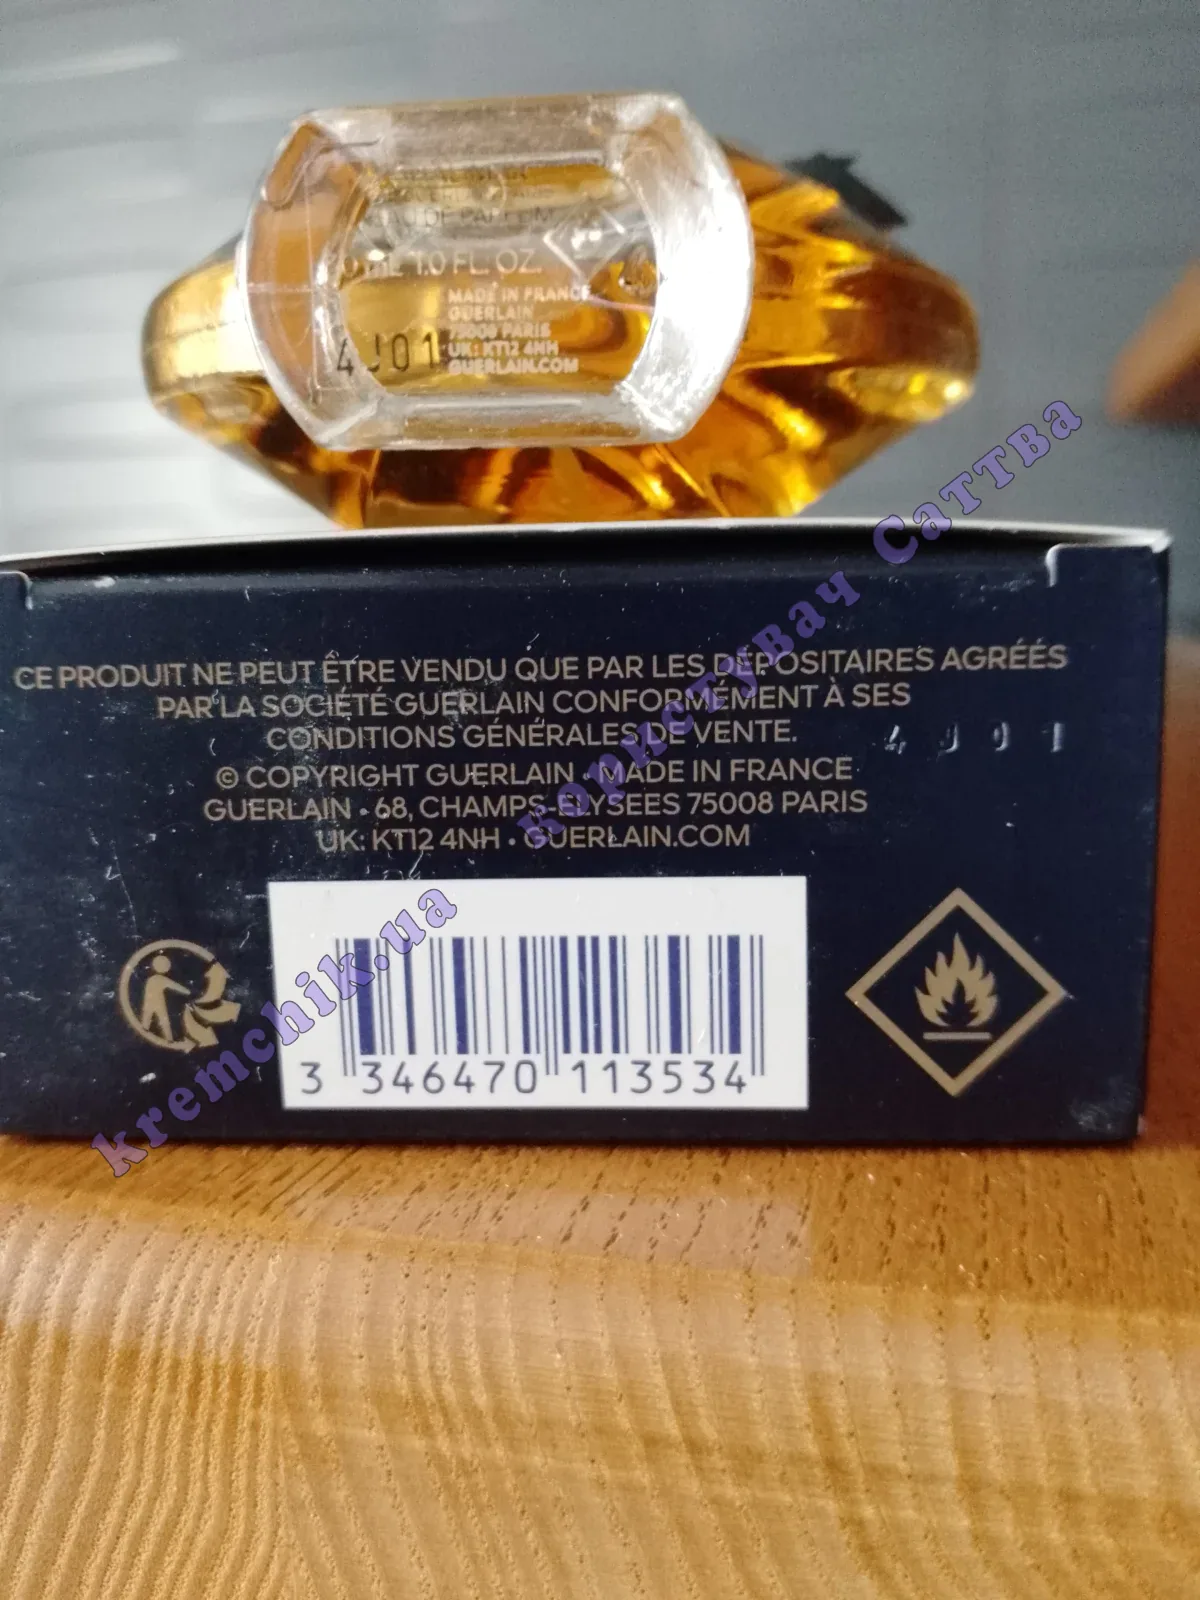 EAU DE PARFUM
1.0 FL. OZ.
MADE IN FRANCE
GUERLAIN
75008 PARIS
UK: KT12 4NH
GUERLAIN.COM
4J01
CE PRODUIT NE PEUT ÊTRE VENDU QUE PAR LES DÉPOSITAIRES AGRÉÉS
PAR LA SOCIÉTÉ GUERLAIN CONFORMÉMENT À SES
CONDITIONS GÉNÉRALES DE VENTE.
4J01
© COPYRIGHT GUERLAIN • MADE IN FRANCE
GUERLAIN • 68, CHAMPS-ELYSEES 75008 PARIS
UK: KT12 4NH • GUERLAIN.COM
3 346470 113534
kremchik.ua
користувач СаттВа